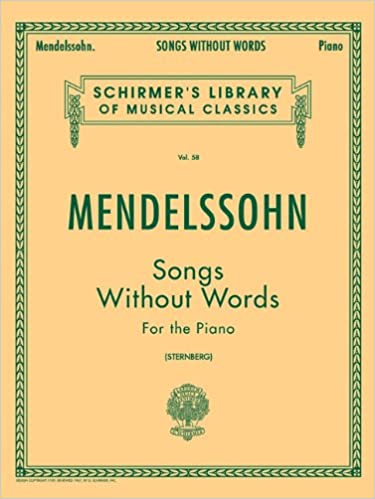 Mendelssohn. SONGS WITHOUT WORDS Piano
SCHIRMER'S LIBRARY
OF MUSICAL CLASSICS
Vol. 58
MENDELSSOHN
Songs
Without Words
For the Piano
(STERNBERG)